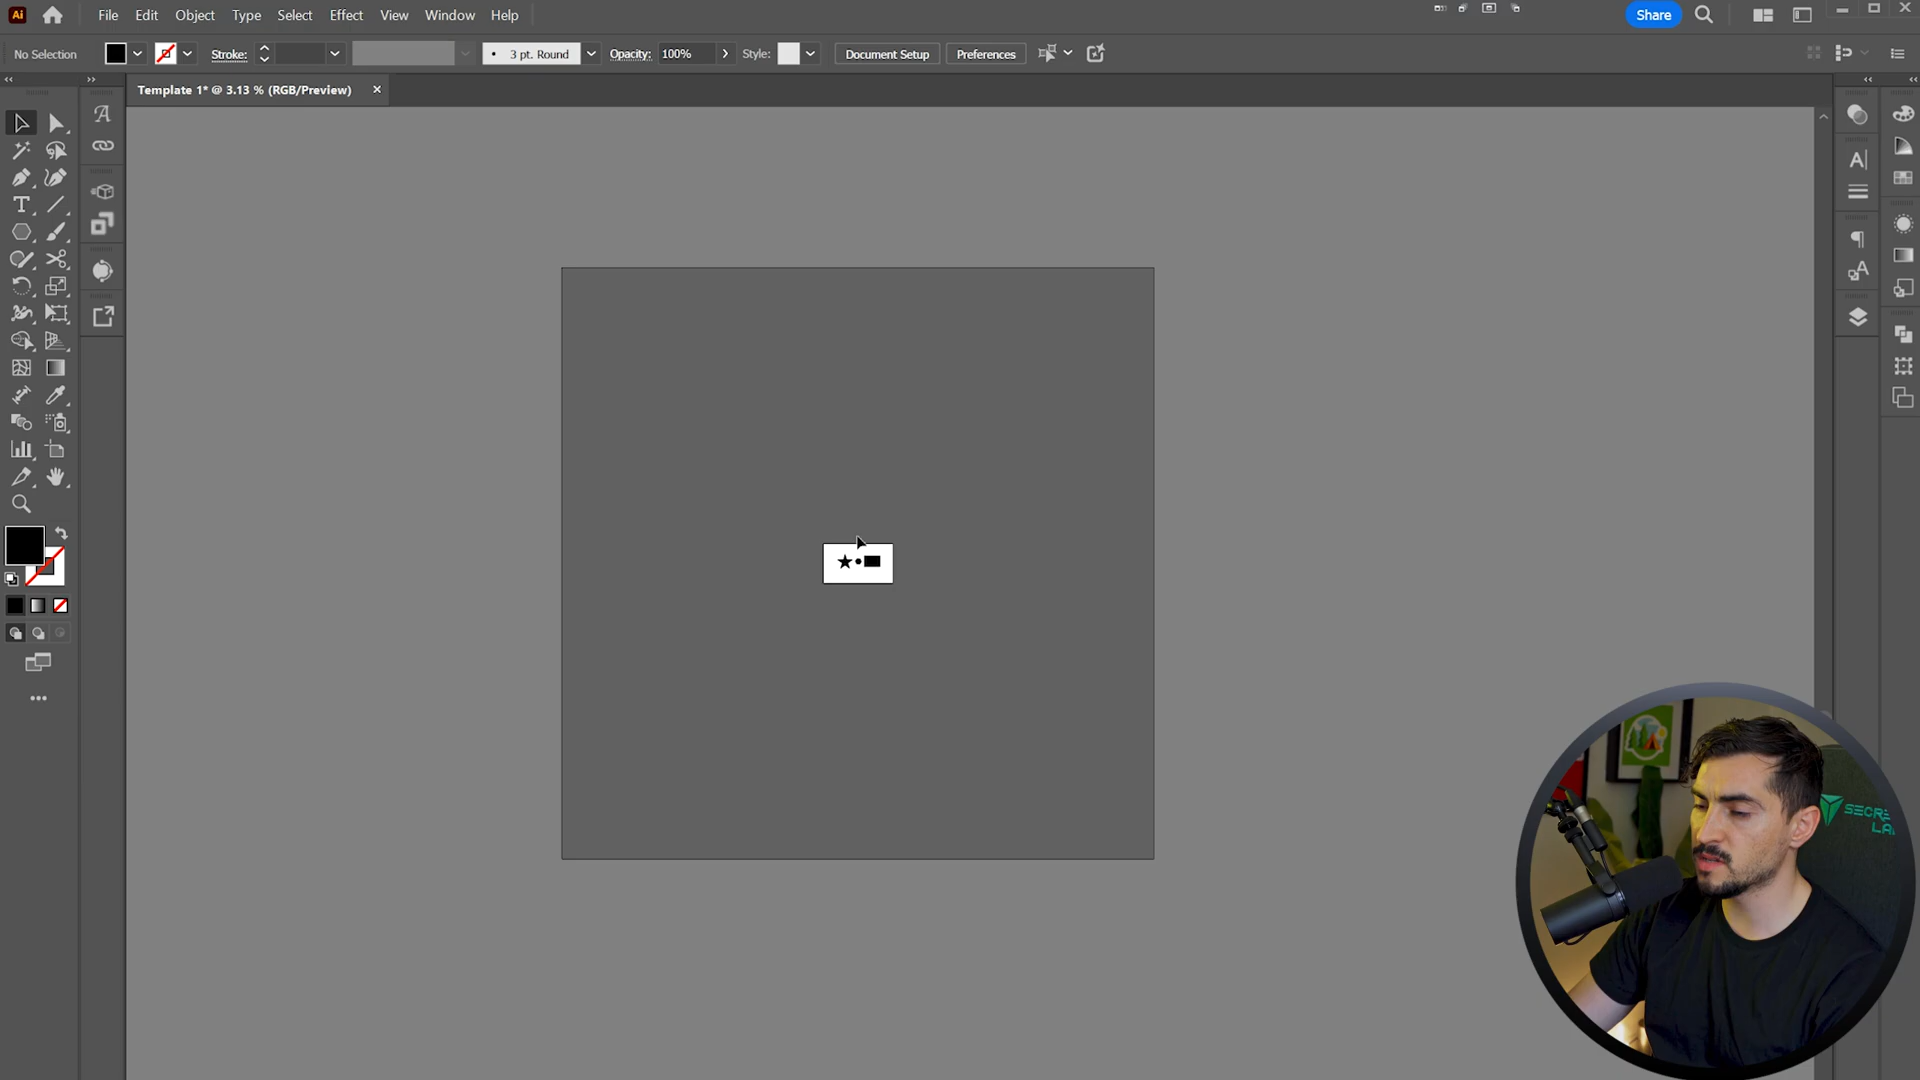 Ai File Edit Object Type Select Effect View Window Help Share
No Selection Stroke: 3 pt. Round Opacity: 100% Style: Document Setup Preferences
Template 1* @ 3.13 % (RGB/Preview)